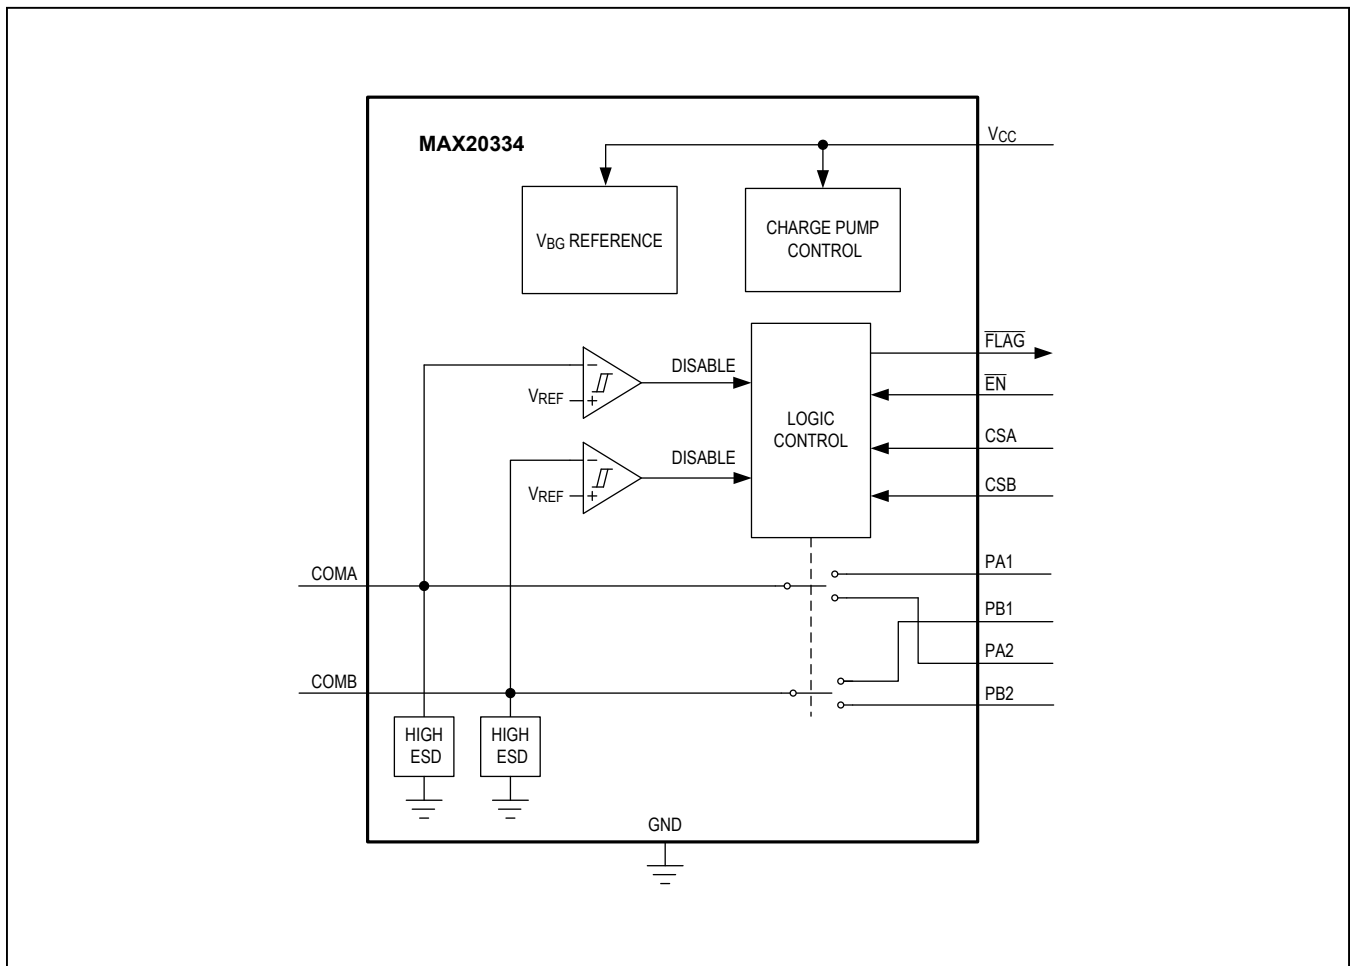 MAX20334
VCC
VBG REFERENCE
CHARGE PUMP
CONTROL
FLAG
DISABLE
−
VREF
+
EN
LOGIC
CONTROL
CSA
DISABLE
−
VREF
+
CSB
COMA
PA1
PB1
PA2
COMB
PB2
HIGH
ESD
HIGH
ESD
GND